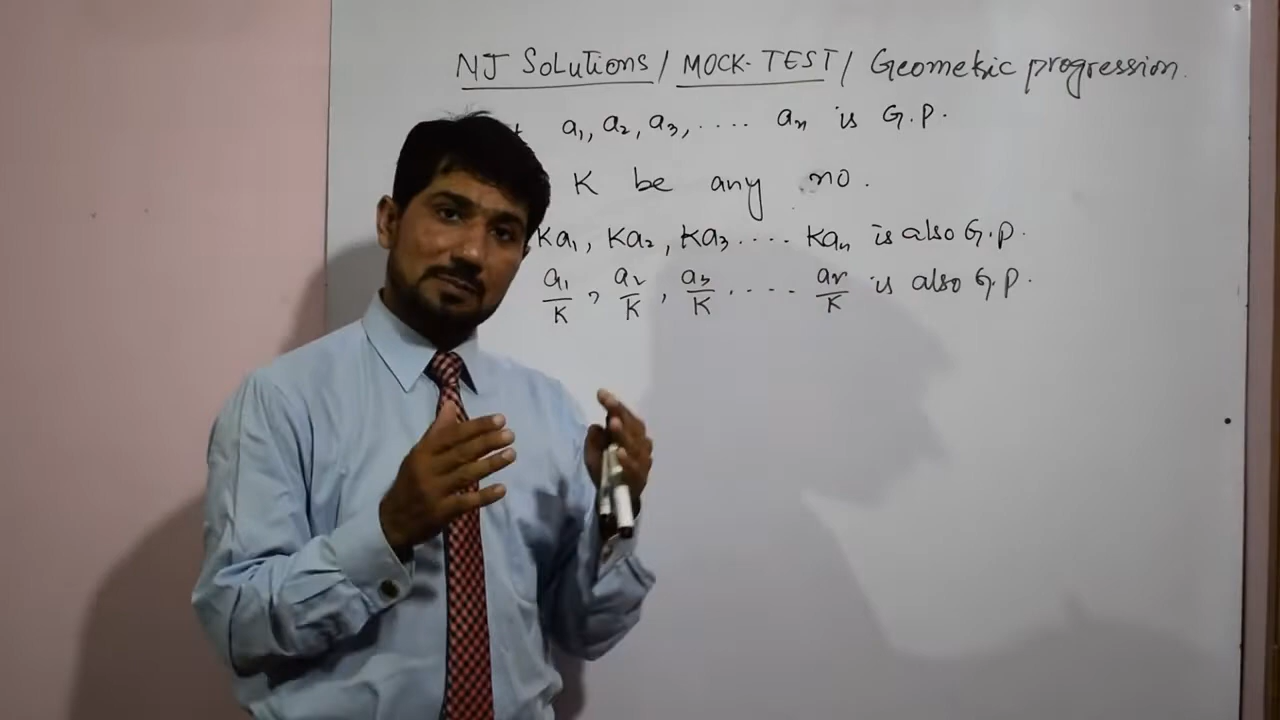 NJ Solutions / MOCK-TEST / Geometric progression.
a₁, a₂, a₃, .... aₙ is G.P.
K be any no.
Ka₁, Ka₂, Ka₃ .... Kaₙ is also G.P.
a₁/K, a₂/K, a₃/K .... aₙ/K is also G.P.